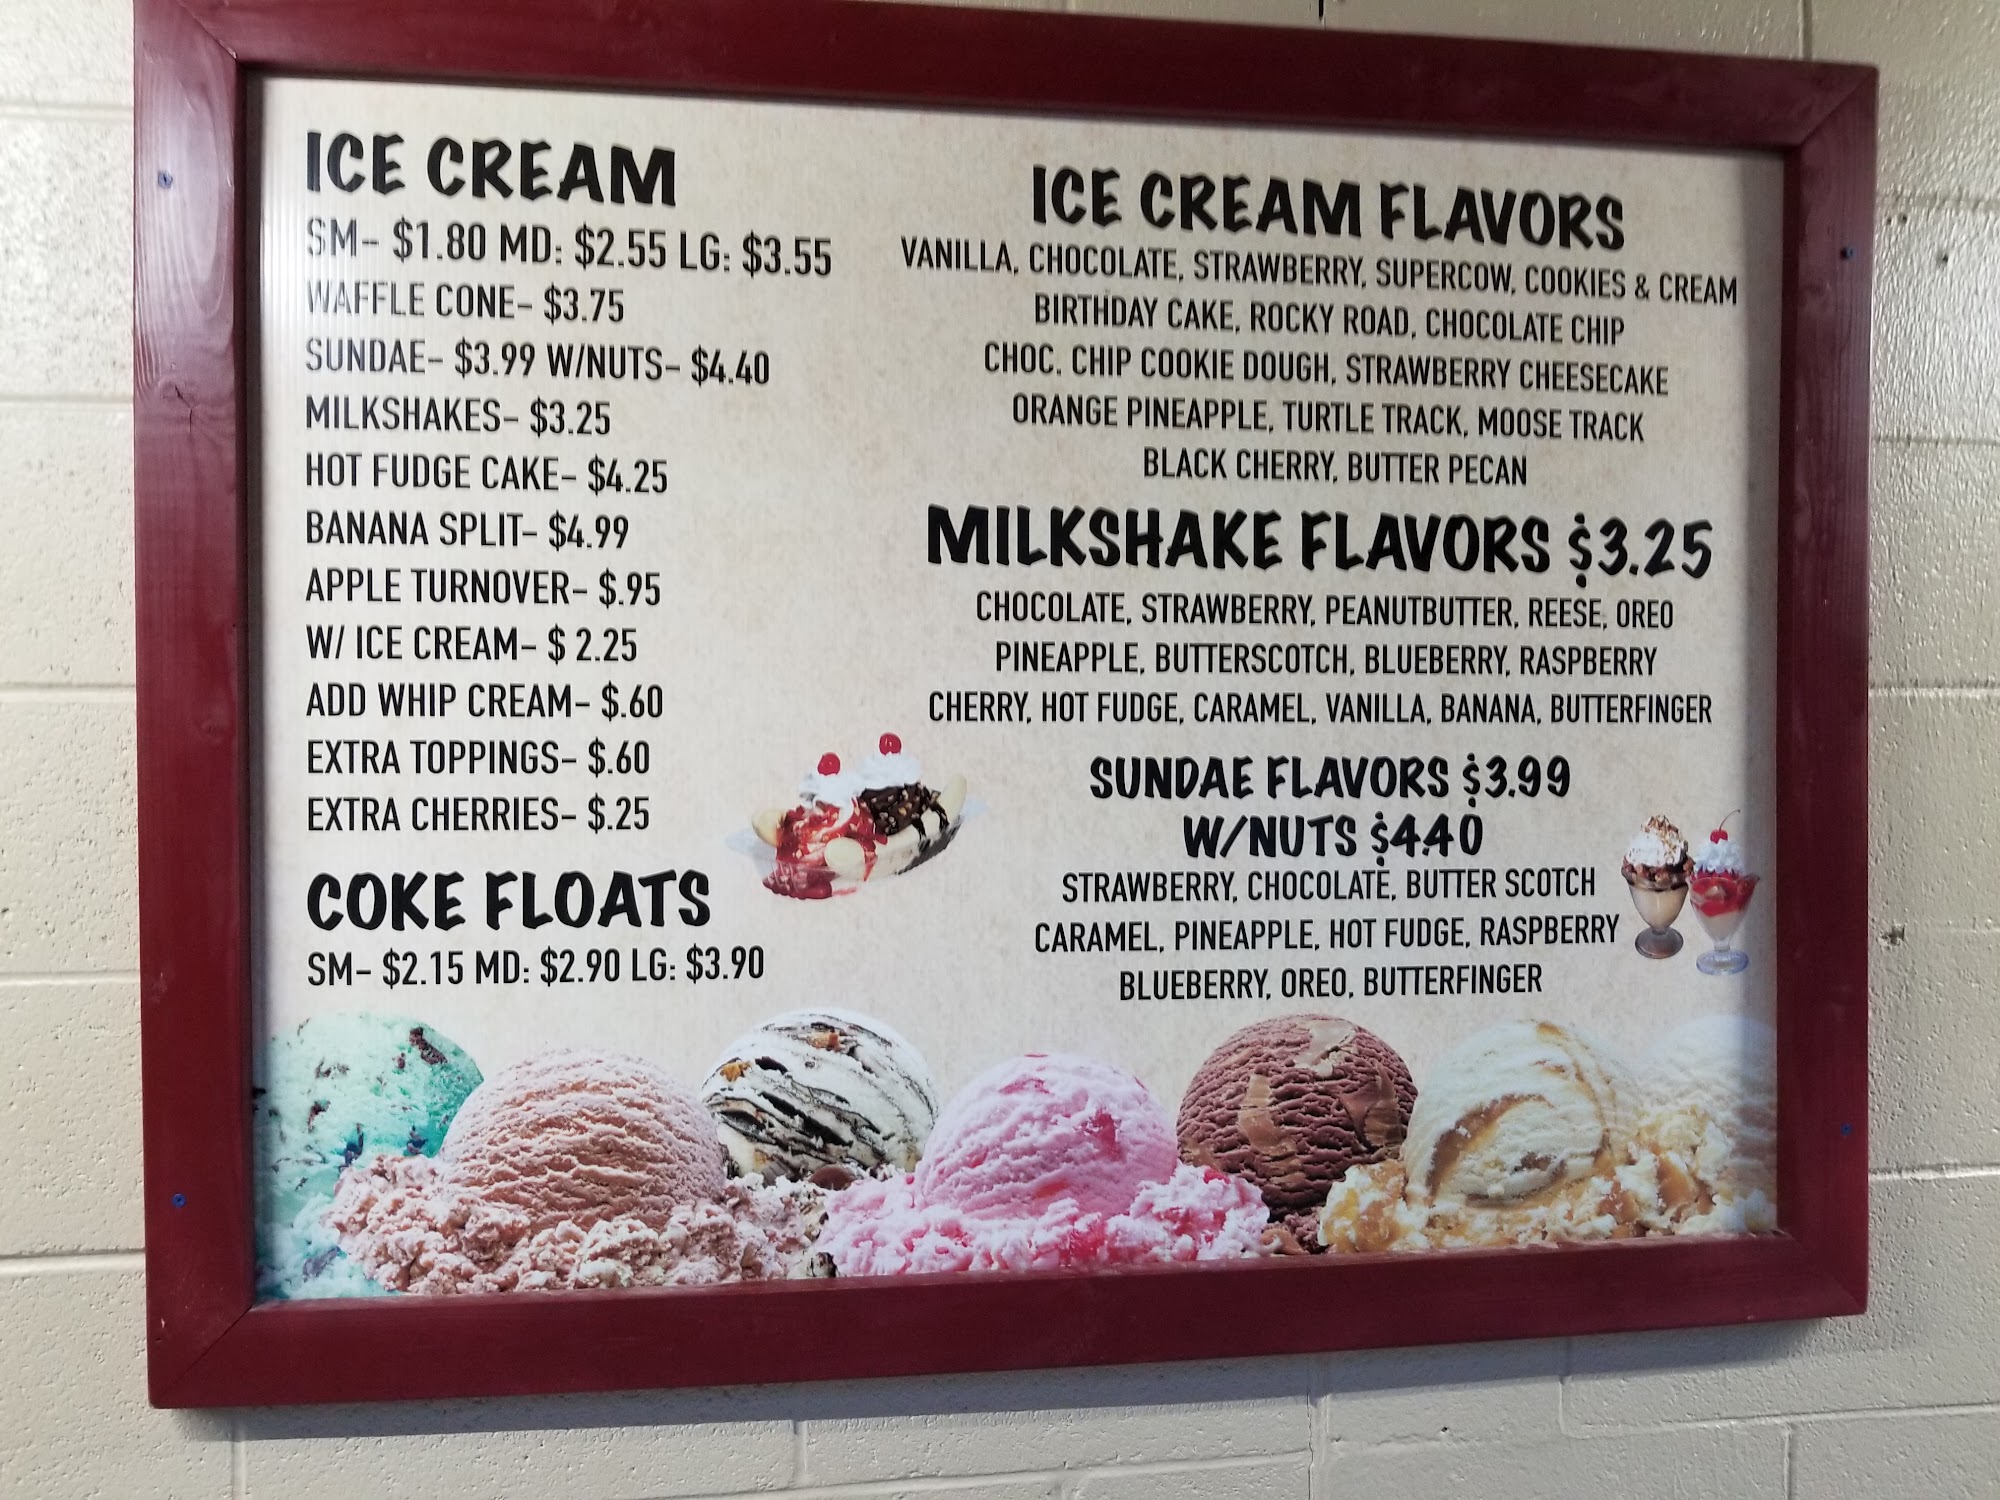 ICE CREAM
SM- $1.80 MD: $2.55 LG: $3.55
WAFFLE CONE- $3.75
SUNDAE- $3.99 W/NUTS- $4.40
MILKSHAKES- $3.25
HOT FUDGE CAKE- $4.25
BANANA SPLIT- $4.99
APPLE TURNOVER- $.95
W/ ICE CREAM- $ 2.25
ADD WHIP CREAM- $.60
EXTRA TOPPINGS- $.60
EXTRA CHERRIES- $.25
COKE FLOATS
SM- $2.15 MD: $2.90 LG: $3.90
ICE CREAM FLAVORS
VANILLA, CHOCOLATE, STRAWBERRY, SUPERCOW, COOKIES & CREAM
BIRTHDAY CAKE, ROCKY ROAD, CHOCOLATE CHIP
CHOC. CHIP COOKIE DOUGH, STRAWBERRY CHEESECAKE
ORANGE PINEAPPLE, TURTLE TRACK, MOOSE TRACK
BLACK CHERRY, BUTTER PECAN
MILKSHAKE FLAVORS $3.25
CHOCOLATE, STRAWBERRY, PEANUTBUTTER, REESE, OREO
PINEAPPLE, BUTTERSCOTCH, BLUEBERRY, RASPBERRY
CHERRY, HOT FUDGE, CARAMEL, VANILLA, BANANA, BUTTERFINGER
SUNDAE FLAVORS $3.99
W/NUTS $4.40
STRAWBERRY, CHOCOLATE, BUTTER SCOTCH
CARAMEL, PINEAPPLE, HOT FUDGE, RASPBERRY
BLUEBERRY, OREO, BUTTERFINGER